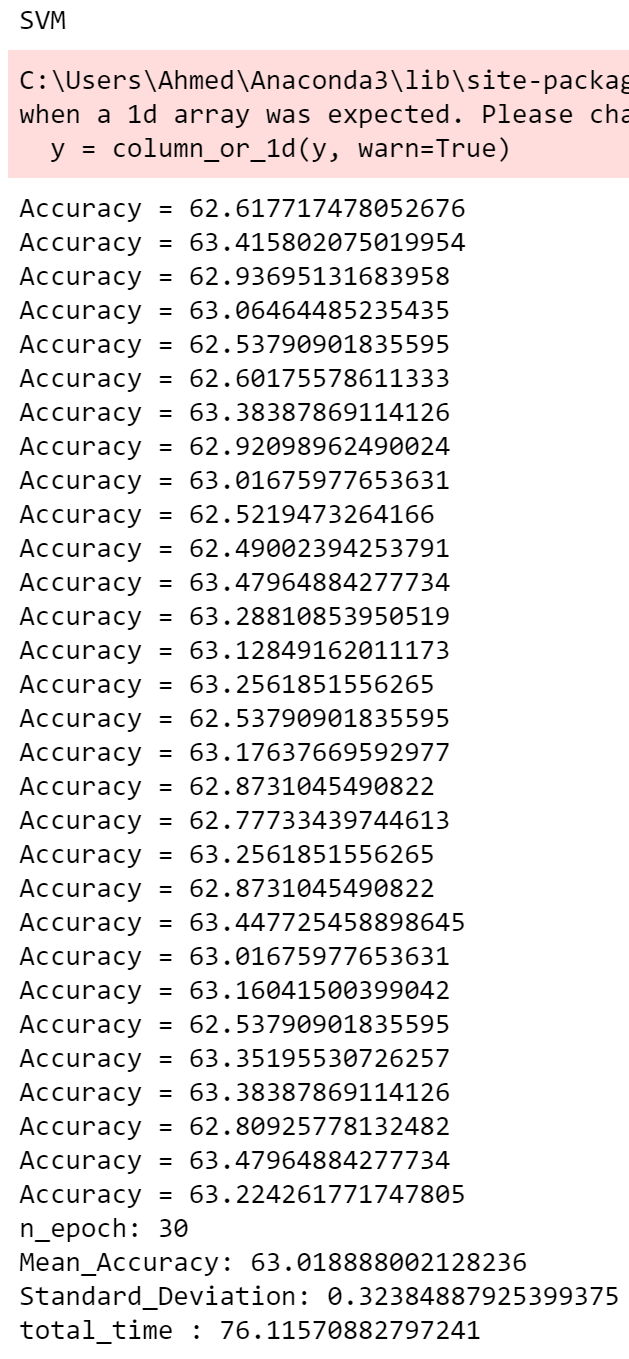 SVM
C:\Users\Ahmed\Anaconda3\lib\site-packag
when a 1d array was expected. Please cha
y = column_or_1d(y, warn=True)
Accuracy = 62.617717478052676
Accuracy = 63.415802075019954
Accuracy = 62.93695131683958
Accuracy = 63.06464485235435
Accuracy = 62.53790901835595
Accuracy = 62.60175578611333
Accuracy = 63.38387869114126
Accuracy = 62.92098962490024
Accuracy = 63.01675977653631
Accuracy = 62.5219473264166
Accuracy = 62.49002394253791
Accuracy = 63.47964884277734
Accuracy = 63.28810853950519
Accuracy = 63.12849162011173
Accuracy = 63.2561851556265
Accuracy = 62.53790901835595
Accuracy = 63.17637669592977
Accuracy = 62.8731045490822
Accuracy = 62.77733439744613
Accuracy = 63.2561851556265
Accuracy = 62.8731045490822
Accuracy = 63.447725458898645
Accuracy = 63.01675977653631
Accuracy = 63.16041500399042
Accuracy = 62.53790901835595
Accuracy = 63.35195530726257
Accuracy = 63.38387869114126
Accuracy = 62.80925778132482
Accuracy = 63.47964884277734
Accuracy = 63.224261771747805
n_epoch: 30
Mean_Accuracy: 63.018888002128236
Standard_Deviation: 0.32384887925399375
total_time : 76.11570882797241